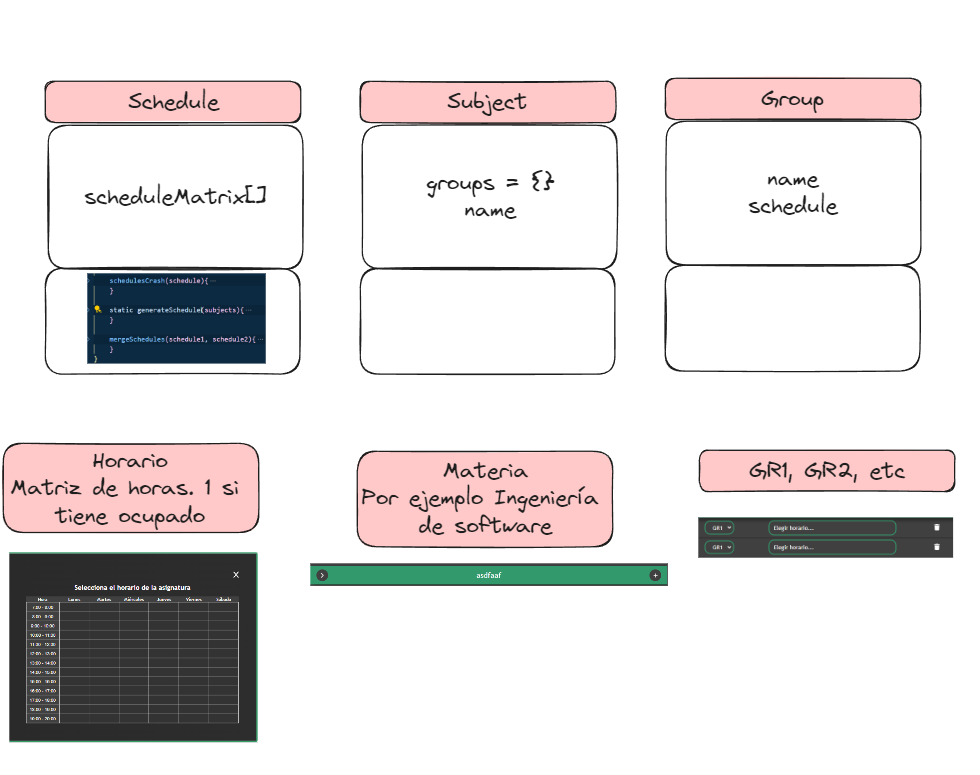 Schedule
Subject
Group
scheduleMatrix[]
groups = {}
name
name
schedule
schedulesCrash(schedule){···
}
static generateSchedule(subjects){···
}
mergeSchedules(schedule1, schedule2){···
}
}
Horario
Matriz de horas. 1 si
tiene ocupado
Materia
Por ejemplo Ingeniería
de software
GR1, GR2, etc
GR1 Elegir horario...
GR1 Elegir horario...
asdfaaf
X
Selecciona el horario de la asignatura
Hora Lunes Martes Miércoles Jueves Viernes Sábado
7:00 - 8:00
8:00 - 9:00
9:00 - 10:00
10:00 - 11:00
11:00 - 12:00
12:00 - 13:00
13:00 - 14:00
14:00 - 15:00
15:00 - 16:00
16:00 - 17:00
17:00 - 18:00
18:00 - 19:00
19:00 - 20:00